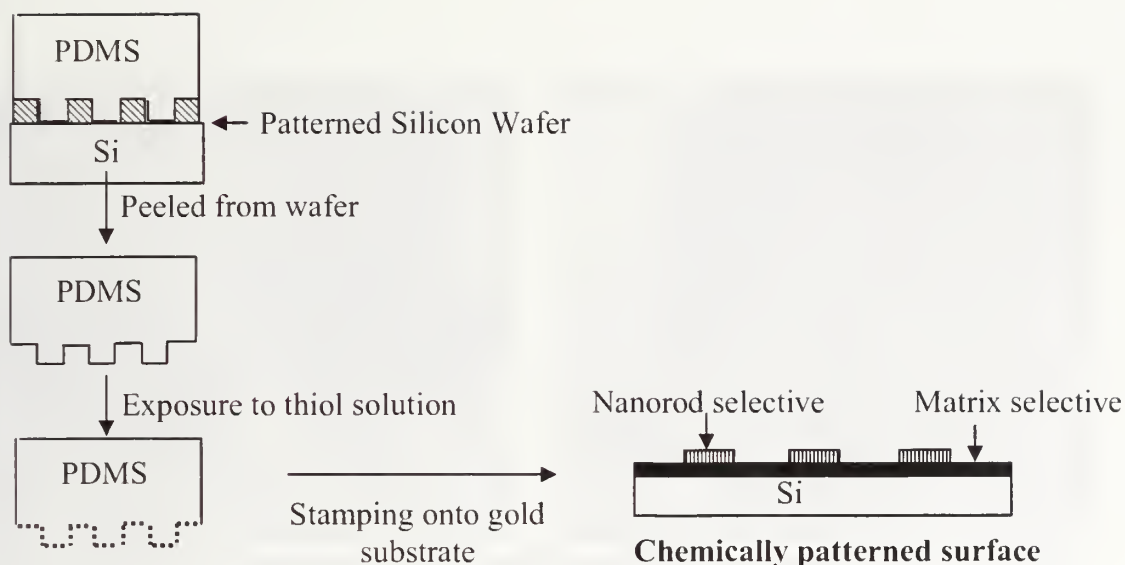 PDMS
Patterned Silicon Wafer
Si
Peeled from wafer
PDMS
Exposure to thiol solution
PDMS
Stamping onto gold
substrate
Nanorod selective
Matrix selective
Si
Chemically patterned surface